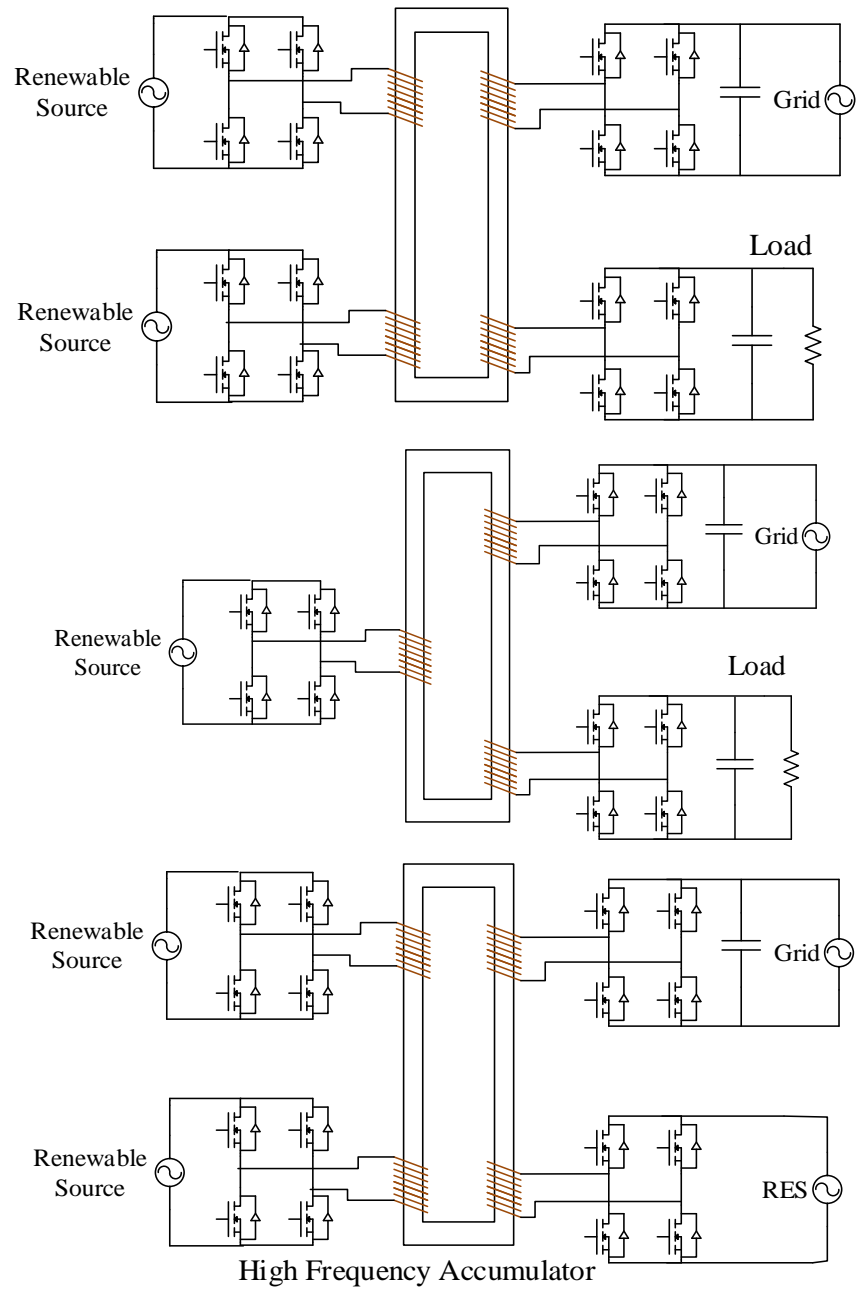 Renewable
Source
Grid
Load
Renewable
Source
Grid
Renewable
Source
Load
Renewable
Source
Grid
Renewable
Source
RES
High Frequency Accumulator